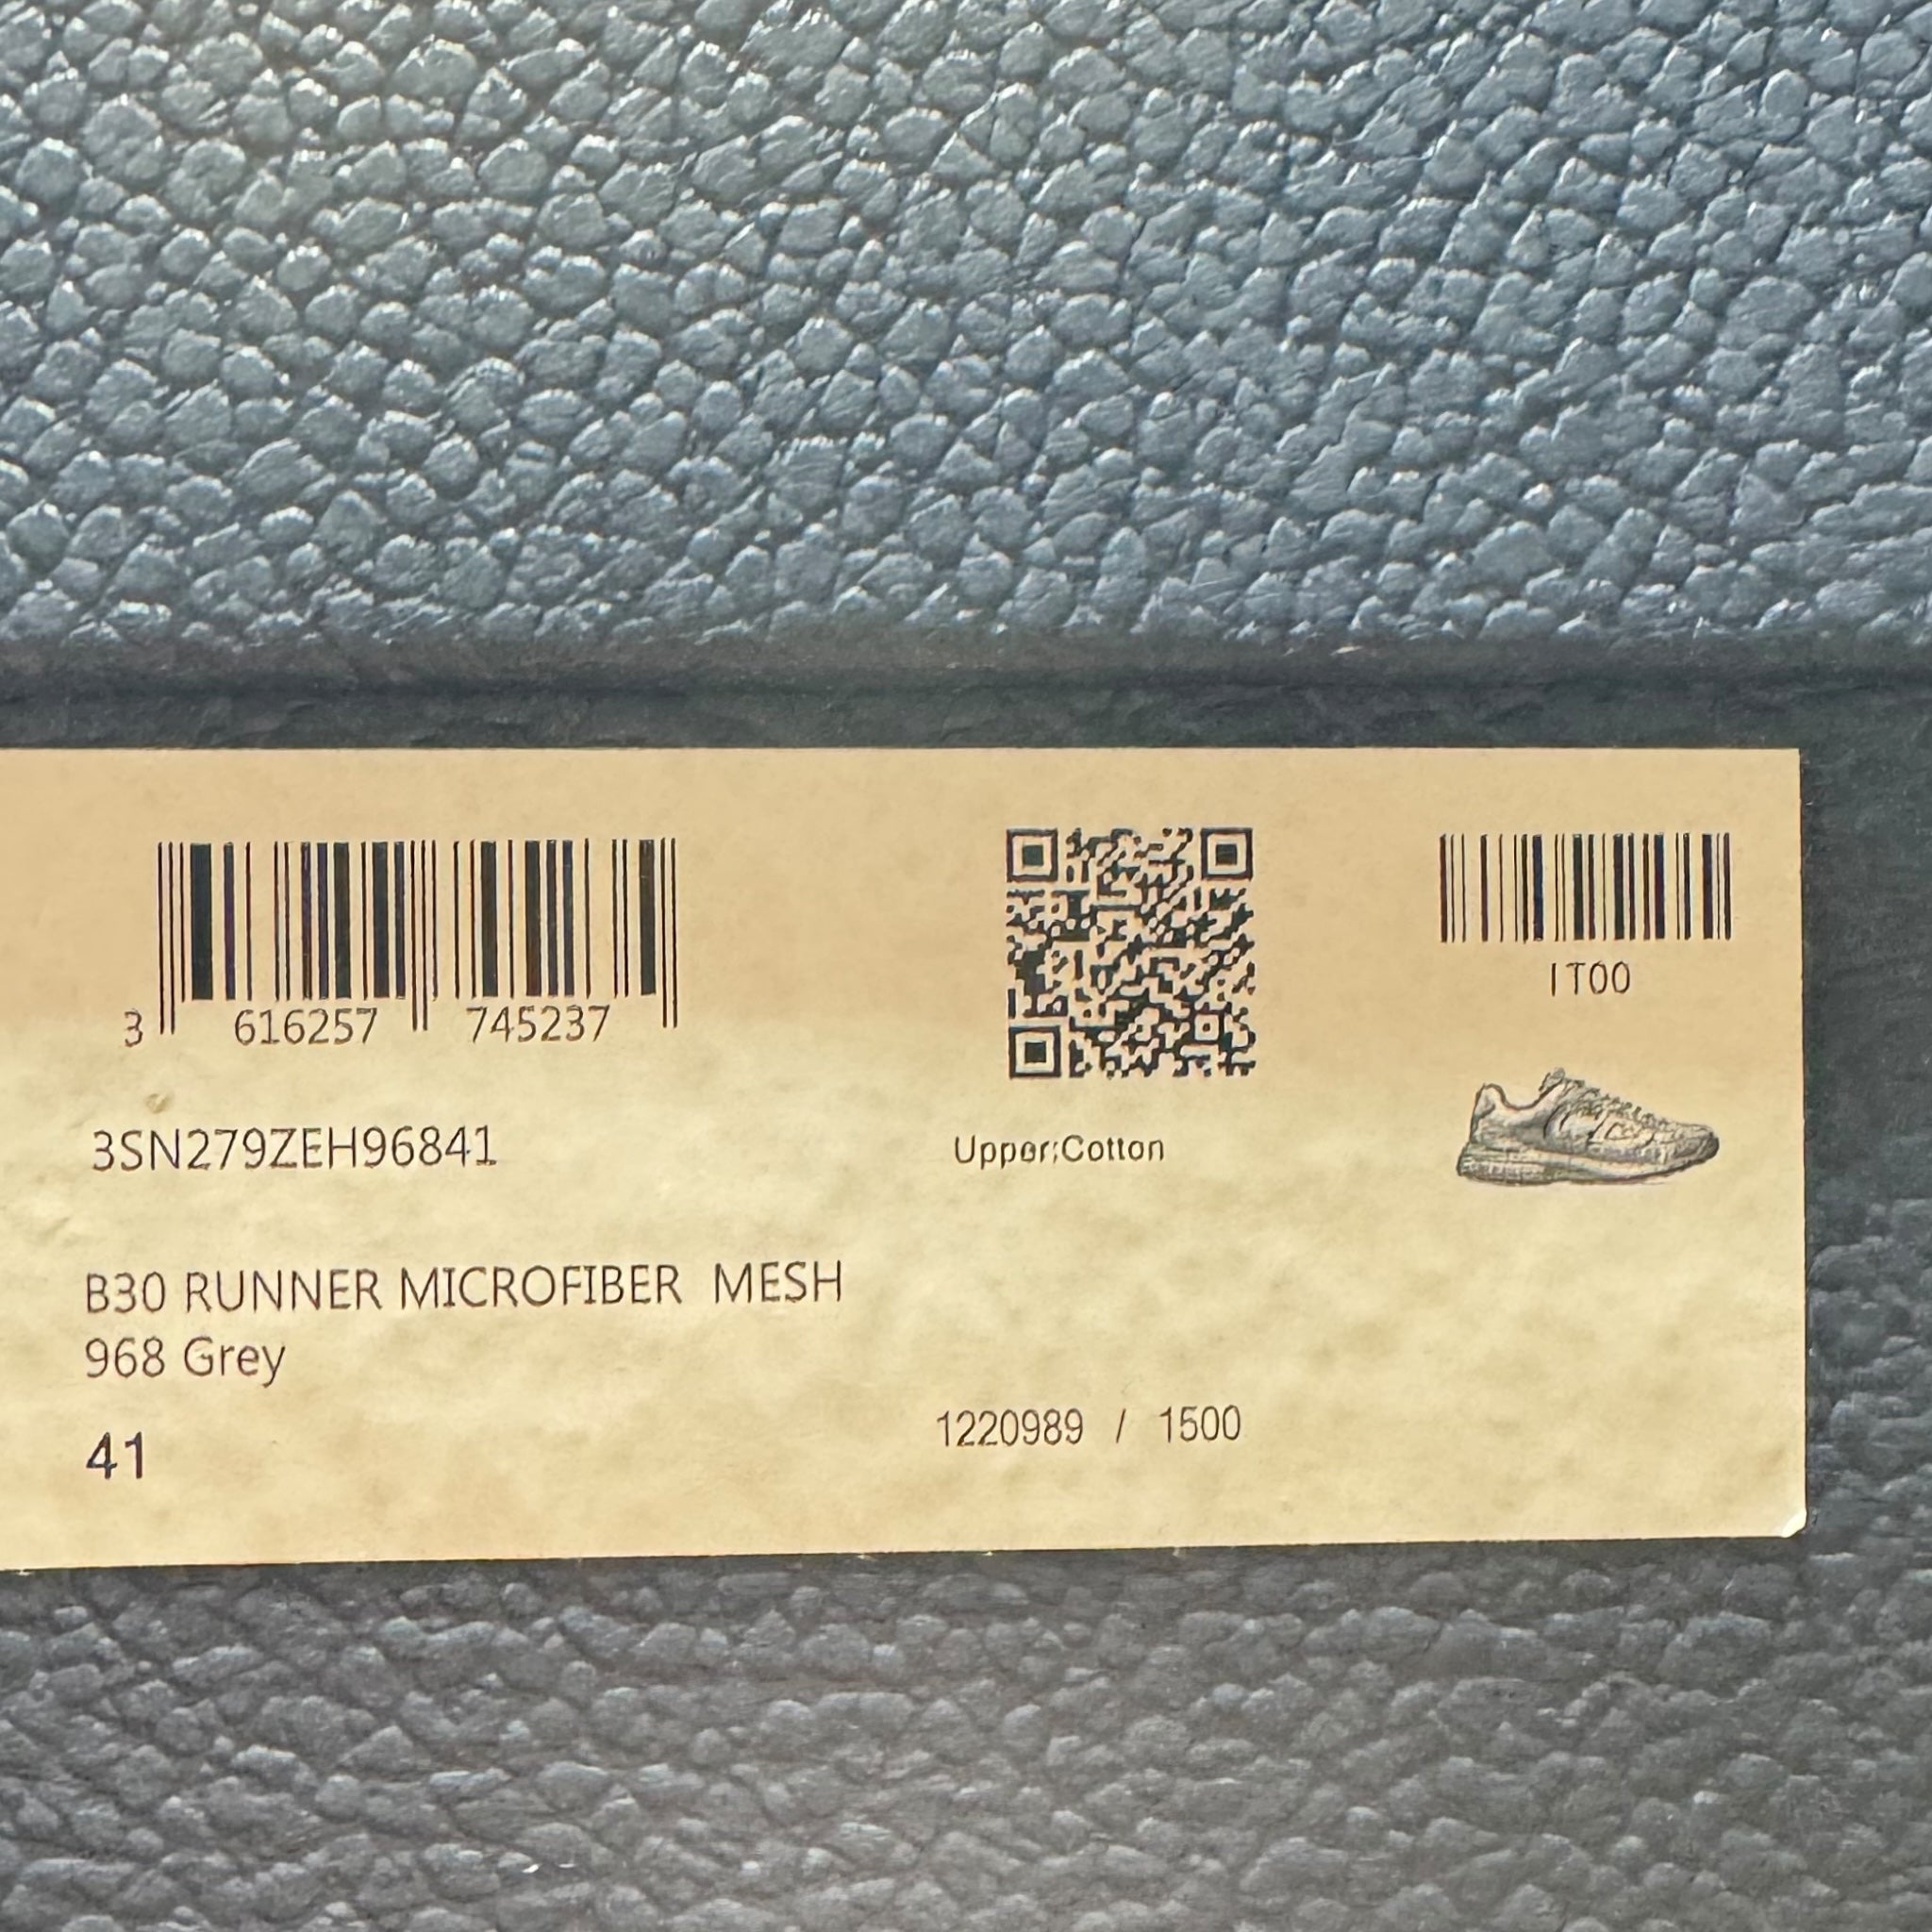 3 616257 745237
IT00
3SN279ZEH96841
Upper:Cotton
B30 RUNNER MICROFIBER MESH
968 Grey
41
1220989 / 1500